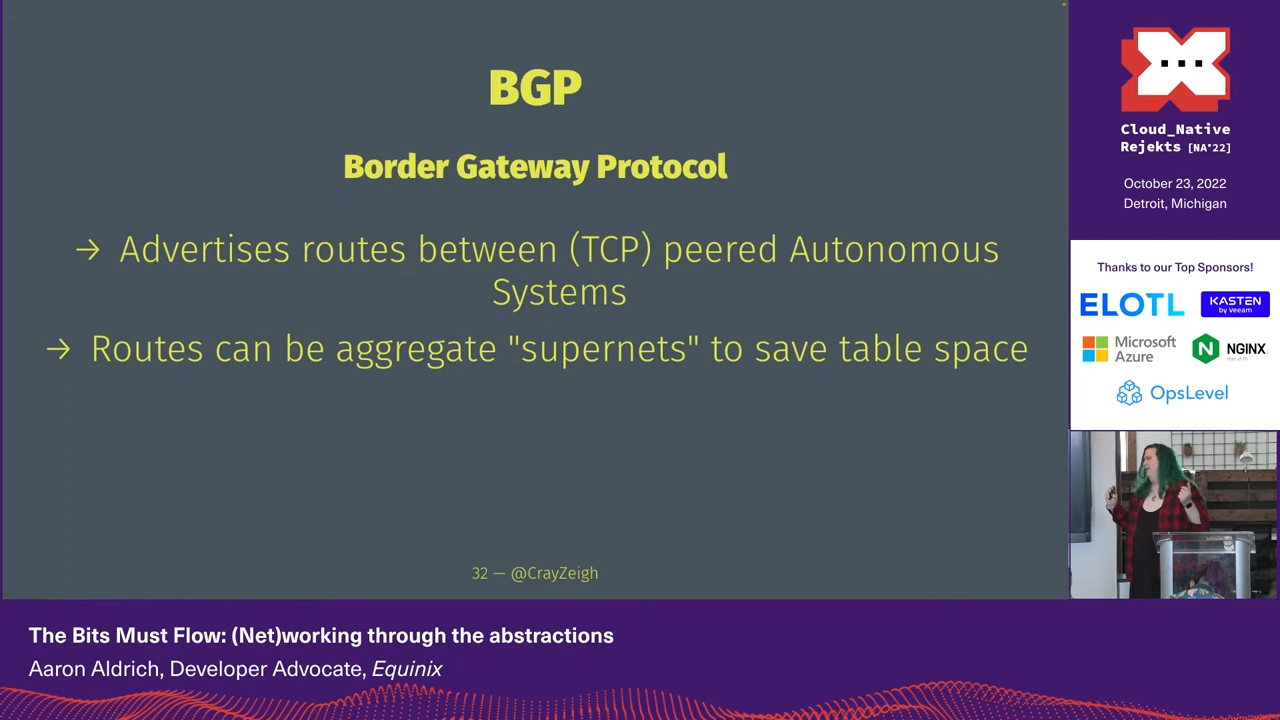 BGP
Border Gateway Protocol
→ Advertises routes between (TCP) peered Autonomous
Systems
→ Routes can be aggregate "supernets" to save table space
32 — @CrayZeigh
Cloud_Native
Rejekts [NA'22]
October 23, 2022
Detroit, Michigan
Thanks to our Top Sponsors!
ELOTL
KASTEN
by Veeam
Microsoft
Azure
N
NGINX
Part of F5
OpsLevel
The Bits Must Flow: (Net)working through the abstractions
Aaron Aldrich, Developer Advocate, Equinix